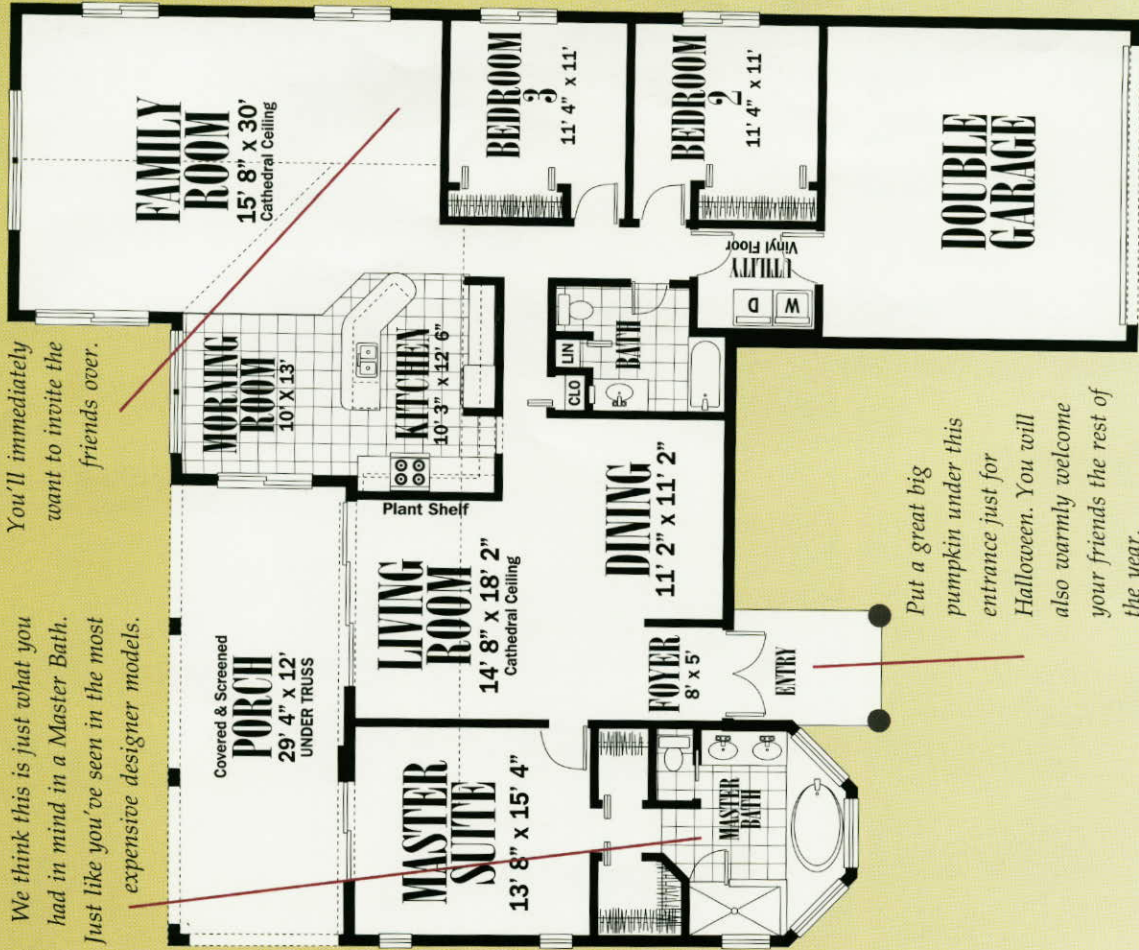 We think this is just what you
had in mind in a Master Bath.
Just like you've seen in the most
expensive designer models.
You'll immediately
want to invite the
friends over.
Covered & Screened
PORCH
29' 4" x 12'
UNDER TRUSS
MORNING
ROOM
10' X 13'
FAMILY
ROOM
15' 8" x 30'
Cathedral Ceiling
MASTER
SUITE
13' 8" x 15' 4"
LIVING
ROOM
14' 8" x 18' 2"
Cathedral Ceiling
Plant Shelf
KITCHEN
10' 3" x 12' 6"
BEDROOM
3
11' 4" x 11'
CLO
LIN
BATH
DINING
11' 2" x 11' 2"
BEDROOM
2
11' 4" x 11'
FOYER
8' x 5'
ENTRY
MASTER
BATH
UTILITY
Vinyl Floor
D
W
DOUBLE
GARAGE
Put a great big
pumpkin under this
entrance just for
Halloween. You will
also warmly welcome
your friends the rest of
the year.